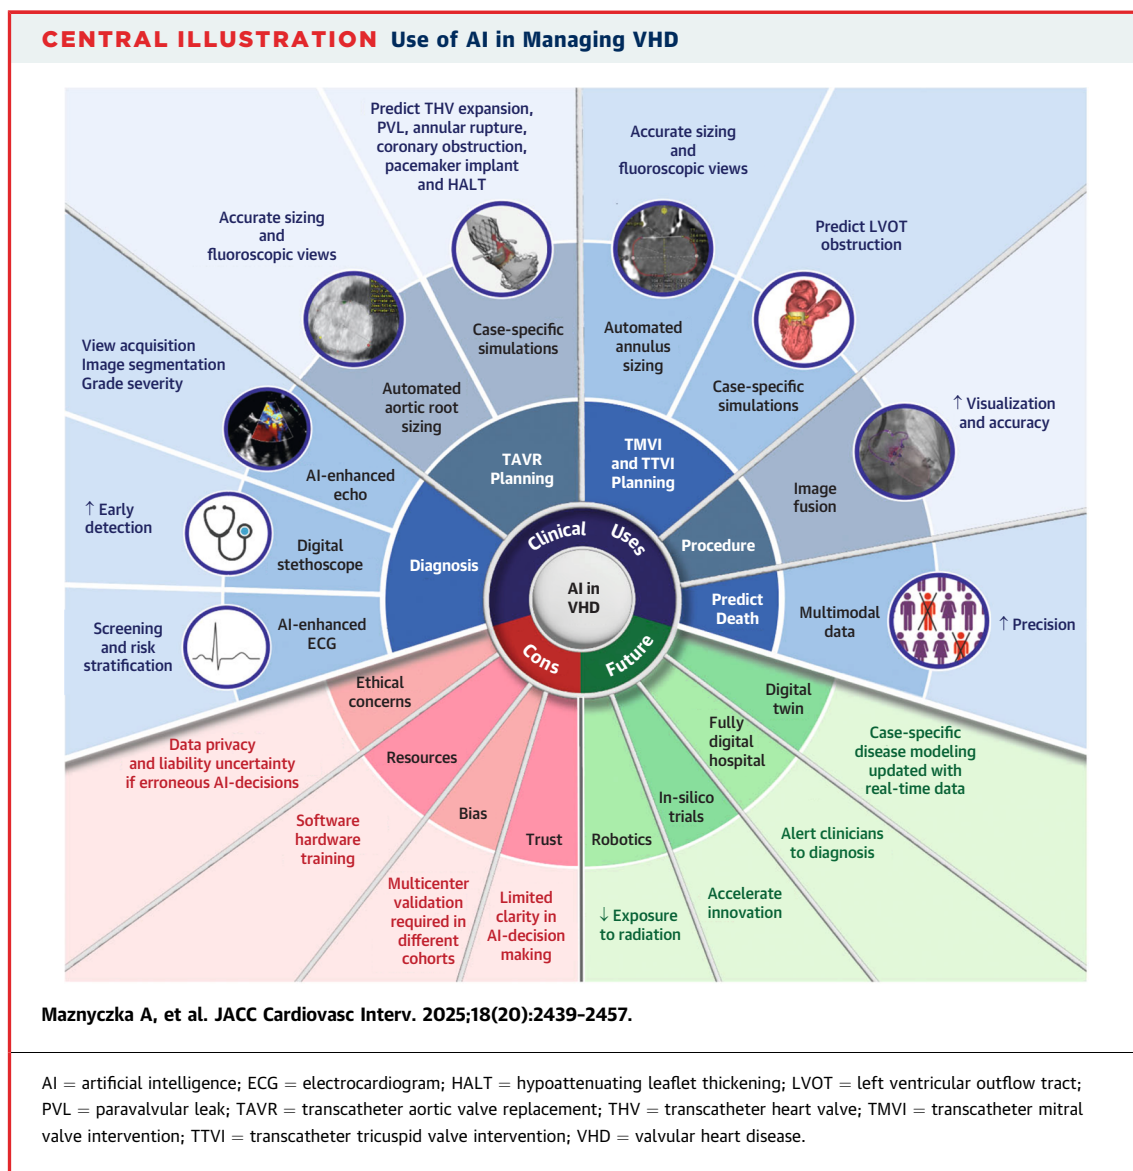 CENTRAL ILLUSTRATION Use of AI in Managing VHD
Predict THV expansion,
PVL, annular rupture,
coronary obstruction,
pacemaker implant
and HALT
Accurate sizing
and
fluoroscopic views
Accurate sizing
and
fluoroscopic views
Predict LVOT
obstruction
View acquisition
Image segmentation
Grade severity
↑ Visualization
and accuracy
↑ Early
detection
Screening
and risk
stratification
↑ Precision
Case-specific
simulations
Automated
aortic root
sizing
Automated
annulus
sizing
Case-specific
simulations
AI-enhanced
echo
Digital
stethoscope
AI-enhanced
ECG
Image
fusion
Multimodal
data
TAVR
Planning
TMVI
and TTVI
Planning
Diagnosis
Procedure
Predict
Death
Clinical Uses
AI in
VHD
Cons
Future
Ethical
concerns
Resources
Bias
Trust
Robotics
In-silico
trials
Fully
digital
hospital
Digital
twin
Data privacy
and liability uncertainty
if erroneous AI-decisions
Software
hardware
training
Multicenter
validation
required in
different
cohorts
Limited
clarity in
AI-decision
making
↓ Exposure
to radiation
Accelerate
innovation
Alert clinicians
to diagnosis
Case-specific
disease modeling
updated with
real-time data
Maznyczka A, et al. JACC Cardiovasc Interv. 2025;18(20):2439–2457.
AI = artificial intelligence; ECG = electrocardiogram; HALT = hypoattenuating leaflet thickening; LVOT = left ventricular outflow tract;
PVL = paravalvular leak; TAVR = transcatheter aortic valve replacement; THV = transcatheter heart valve; TMVI = transcatheter mitral
valve intervention; TTVI = transcatheter tricuspid valve intervention; VHD = valvular heart disease.